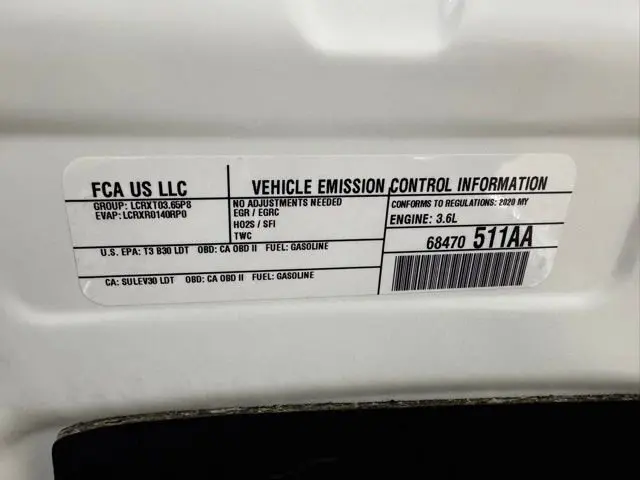 FCA US LLC
GROUP: LCRXT03.65P8
EVAP: LCRXR0140RP0
VEHICLE EMISSION CONTROL INFORMATION
NO ADJUSTMENTS NEEDED
EGR / EGRC
HO2S / SFI
TWC
CONFORMS TO REGULATIONS: 2020 MY
ENGINE: 3.6L
U.S. EPA: T3 B30 LDT OBD: CA OBD II FUEL: GASOLINE
CA: SULEV30 LDT OBD: CA OBD II FUEL: GASOLINE
68470 511AA